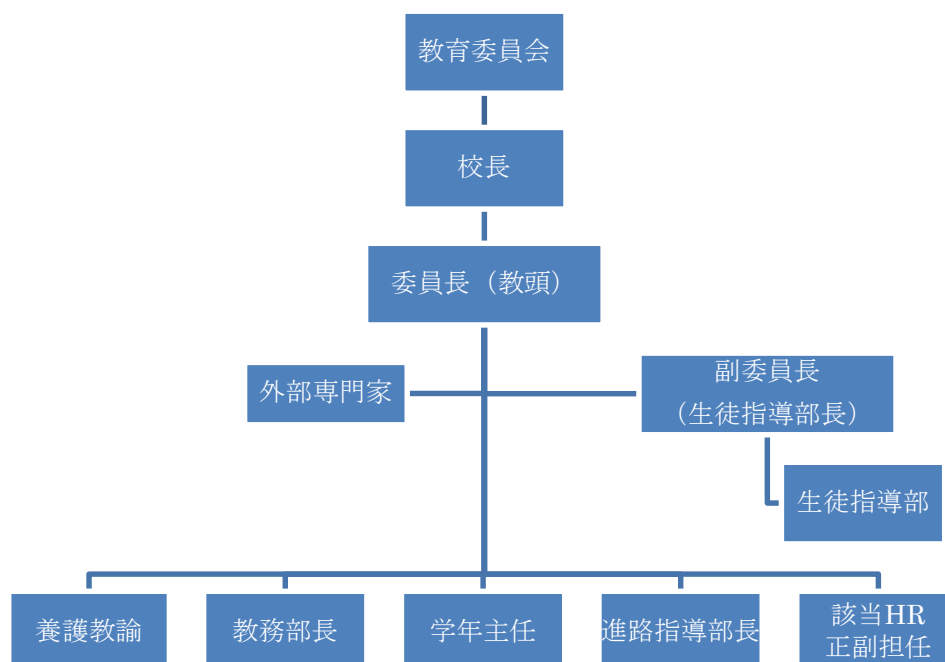 教育委員会
校長
委員長（教頭）
外部専門家
副委員長
（生徒指導部長）
生徒指導部
養護教諭
教務部長
学年主任
進路指導部長
該当HR
正副担任